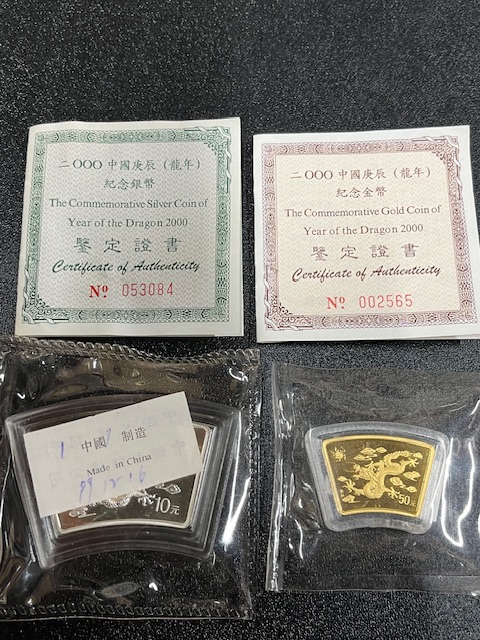 二OOO 中國庚辰（龍年）
紀念銀幣
The Commemorative Silver Coin of
Year of the Dragon 2000
鑒定證書
Certificate of Authenticity
Nº 053084
二OOO 中國庚辰（龍年）
紀念金幣
The Commemorative Gold Coin of
Year of the Dragon 2000
鑒定證書
Certificate of Authenticity
Nº 002565
中國 製造
Made in China
99 12 16
10元
50元